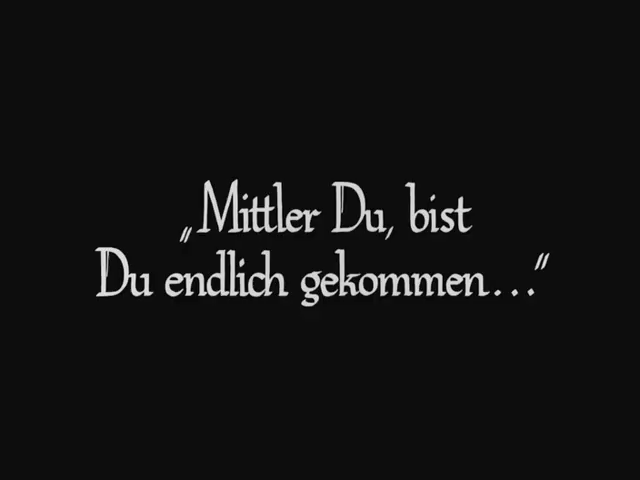 „Mittler Du, bist
Du endlich gekommen...“